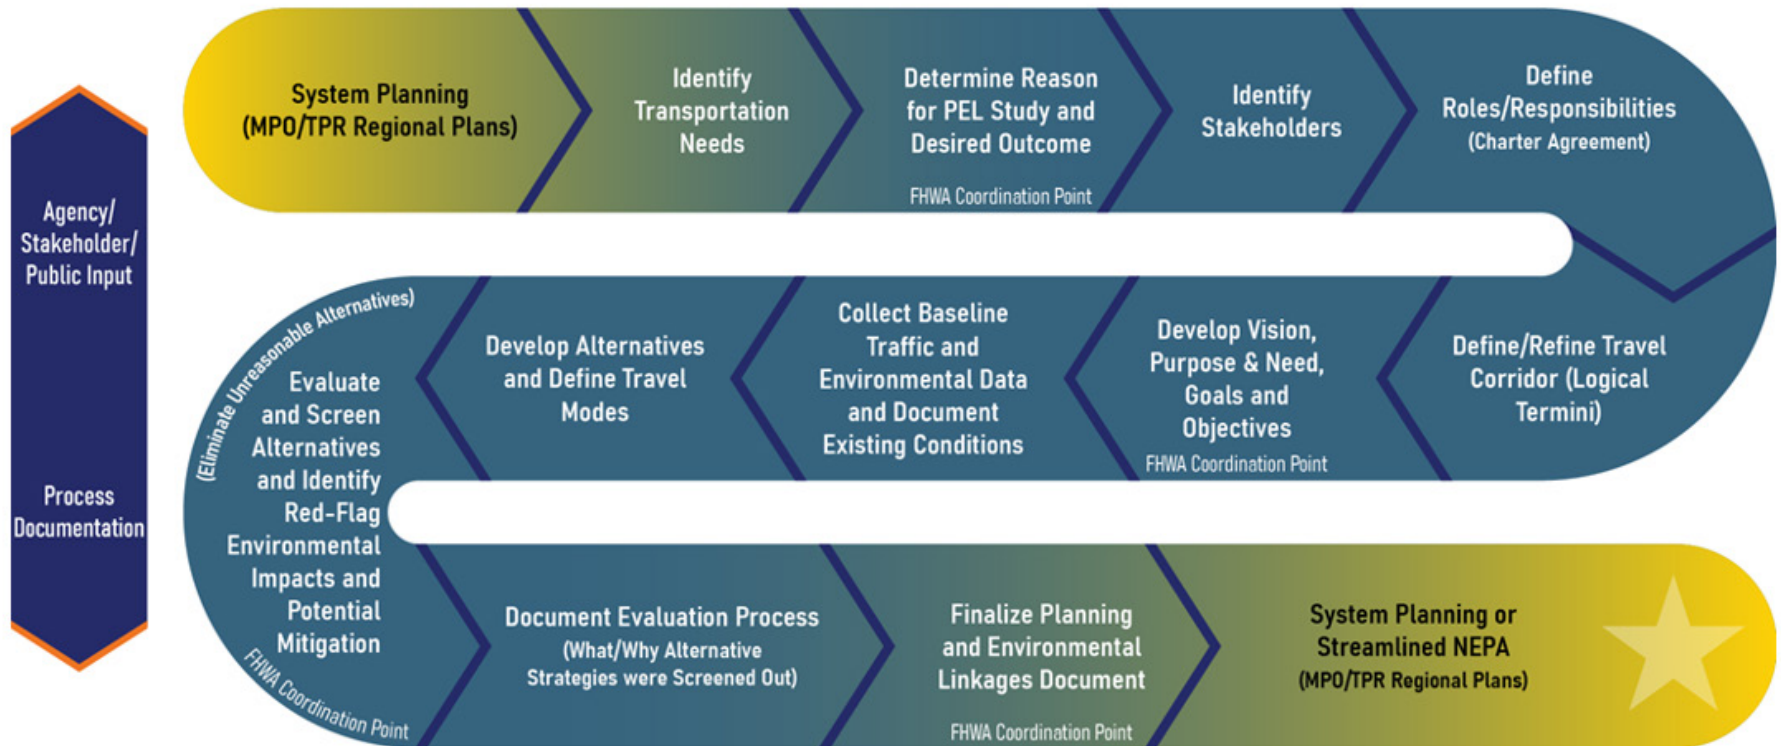 Agency/
Stakeholder/
Public Input
Process
Documentation
System Planning
(MPO/TPR Regional Plans)
Identify
Transportation
Needs
Determine Reason
for PEL Study and
Desired Outcome
FHWA Coordination Point
Identify
Stakeholders
Define
Roles/Responsibilities
(Charter Agreement)
Define/Refine Travel
Corridor (Logical
Termini)
Develop Vision,
Purpose & Need,
Goals and
Objectives
FHWA Coordination Point
Collect Baseline
Traffic and
Environmental Data
and Document
Existing Conditions
Develop Alternatives
and Define Travel
Modes
(Eliminate Unreasonable Alternatives)
Evaluate
and Screen
Alternatives
and Identify
Red-Flag
Environmental
Impacts and
Potential
Mitigation
FHWA Coordination Point
Document Evaluation Process
(What/Why Alternative
Strategies were Screened Out)
Finalize Planning
and Environmental
Linkages Document
FHWA Coordination Point
System Planning or
Streamlined NEPA
(MPO/TPR Regional Plans)